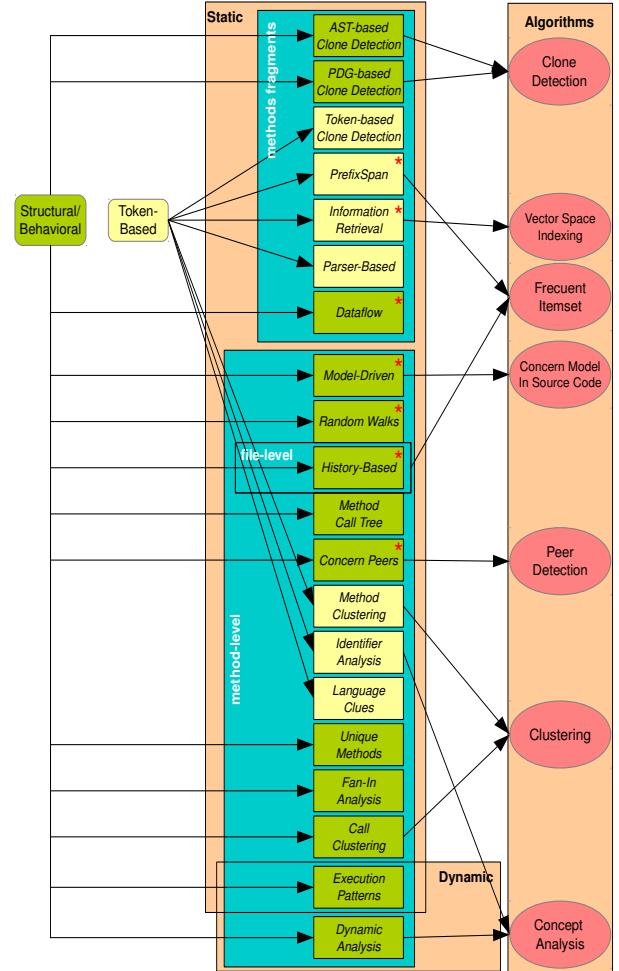 Static
Algorithms
methods fragments
AST-based
Clone Detection
Clone
Detection
PDG-based
Clone Detection
Token-based
Clone Detection
PrefixSpan
*
Structural/
Behavioral
Token-
Based
Information
Retrieval
*
Vector Space
Indexing
Parser-Based
Frecuent
Itemset
Dataflow
*
Model-Driven
*
Concern Model
In Source Code
Random Walks
*
file-level
History-Based
*
Method
Call Tree
Concern Peers
*
Peer
Detection
method-level
Method
Clustering
Identifier
Analysis
Language
Clues
Unique
Methods
Clustering
Fan-In
Analysis
Call
Clustering
Dynamic
Execution
Patterns
Dynamic
Analysis
Concept
Analysis